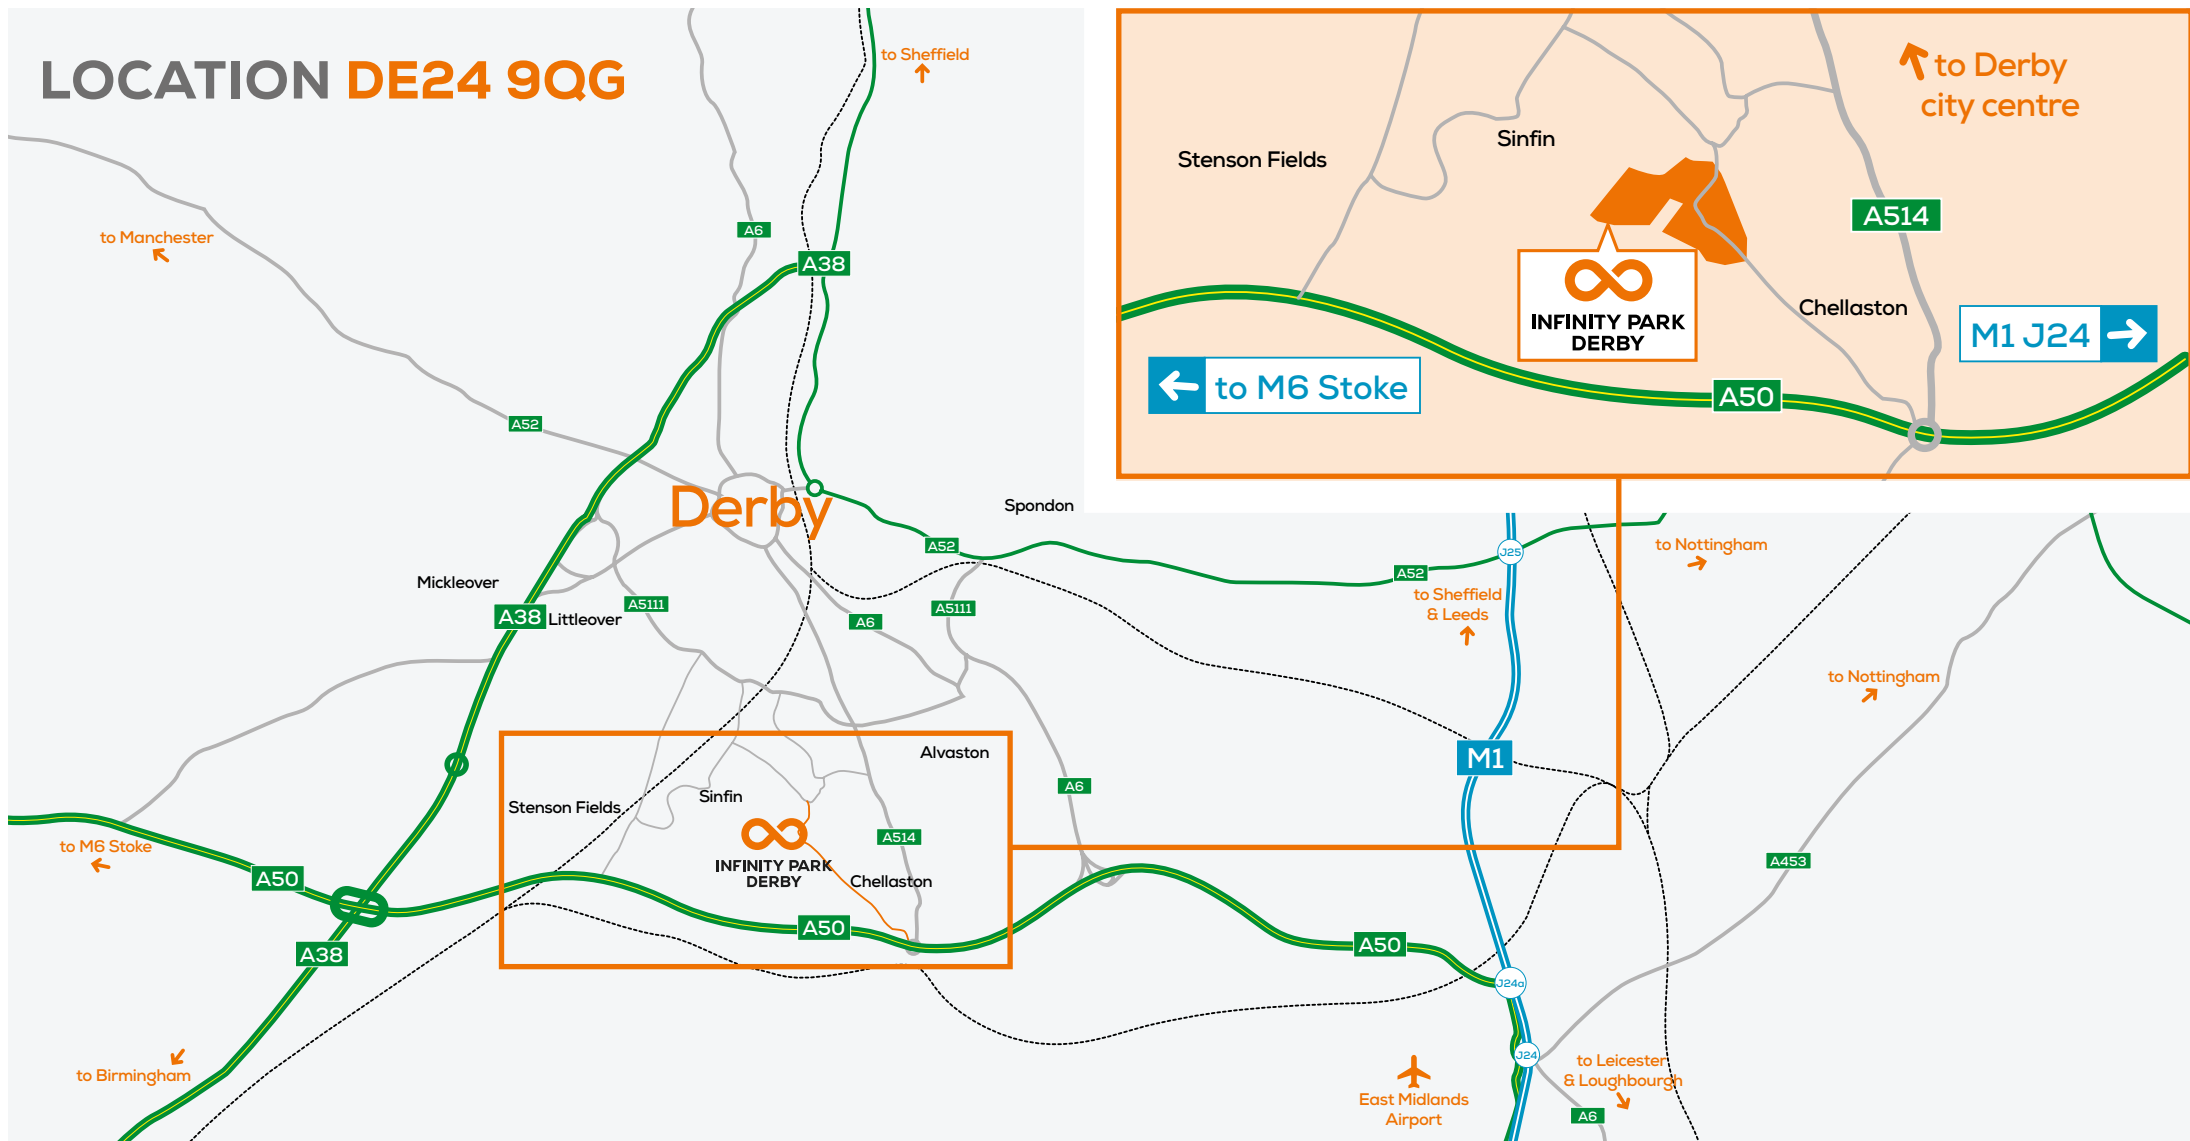 LOCATION DE24 9QG
to Sheffield
to Manchester
A6
A38
A52
Derby
Spondon
A52
Mickleover
A38
Littleover
A5111
A6
A5111
A52
J25
to Nottingham
to Sheffield
& Leeds
to Nottingham
M1
Alvaston
A6
Stenson Fields
Sinfin
INFINITY PARK
DERBY
A514
Chellaston
A50
to M6 Stoke
A50
A38
to Birmingham
A50
A453
J24a
J24
East Midlands
Airport
to Leicester
& Loughbourgh
A6
to Derby
city centre
Stenson Fields
Sinfin
A514
INFINITY PARK
DERBY
Chellaston
M1 J24
to M6 Stoke
A50